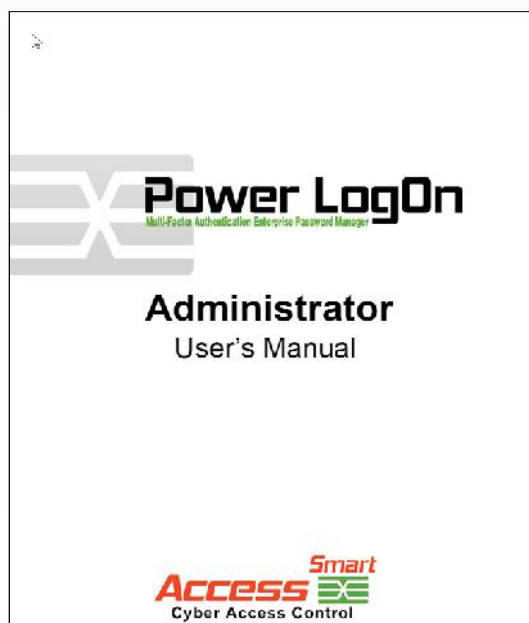 Power LogOn
Multi-Factor Authentication Enterprise Password Manager
Administrator
User's Manual
Smart
Access
Cyber Access Control